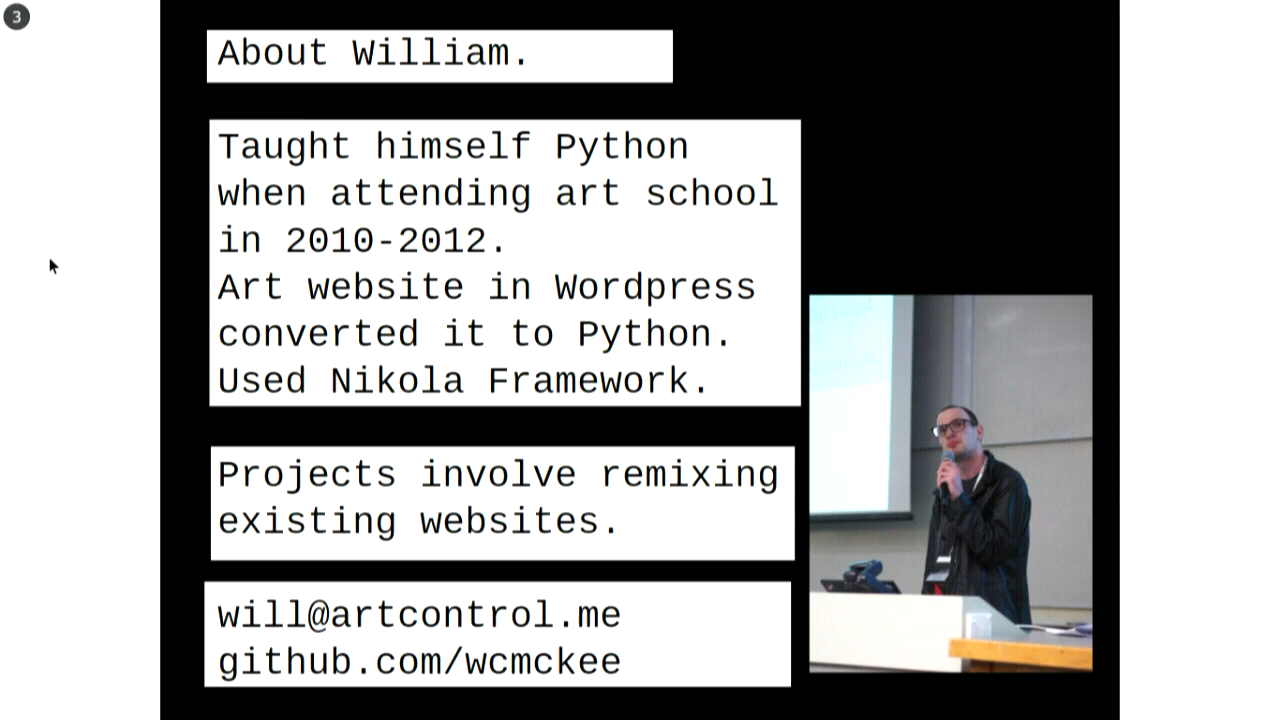 3
About William.
Taught himself Python
when attending art school
in 2010-2012.
Art website in Wordpress
converted it to Python.
Used Nikola Framework.
Projects involve remixing
existing websites.
will@artcontrol.me
github.com/wcmckee